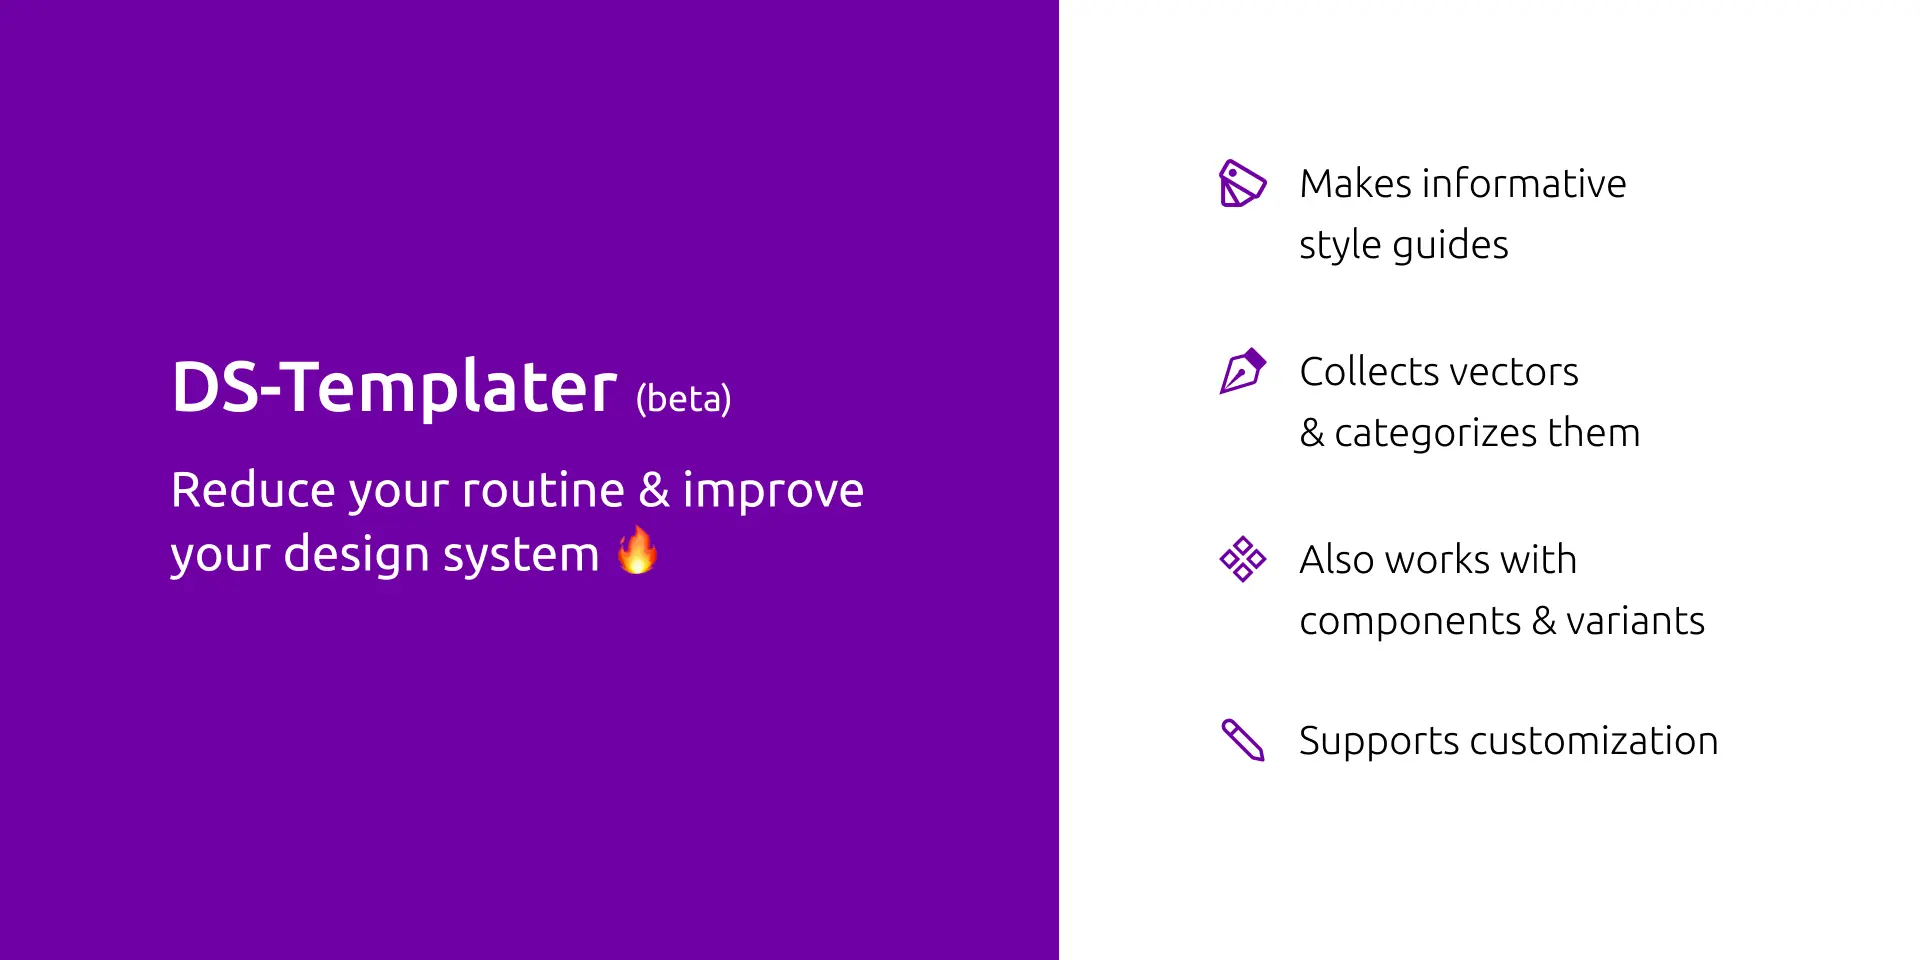 DS-Templater (beta)
Reduce your routine & improve
your design system 🔥
Makes informative
style guides
Collects vectors
& categorizes them
Also works with
components & variants
Supports customization